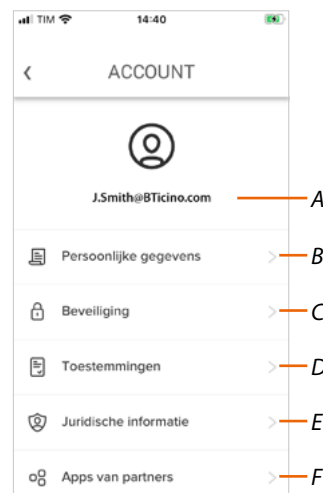 TIM 14:40
ACCOUNT
J.Smith@BTicino.com A
Persoonlijke gegevens B
Beveiliging C
Toestemmingen D
Juridische informatie E
Apps van partners F